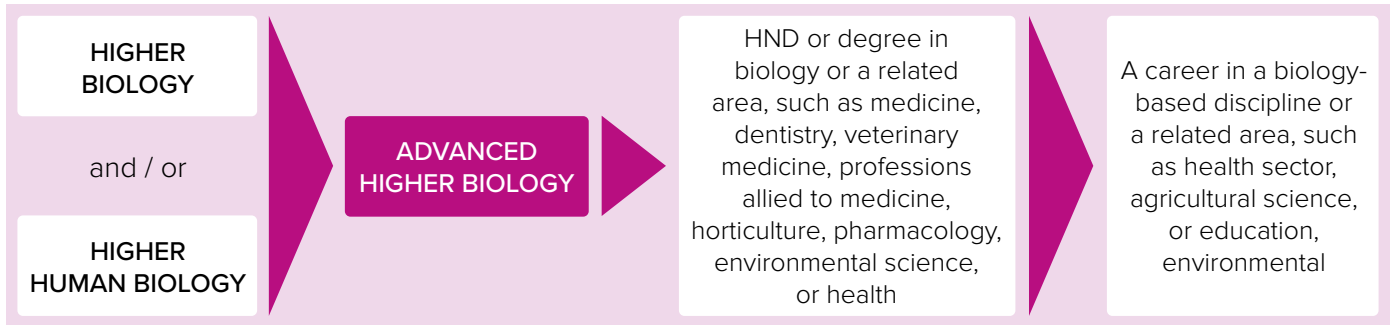 HIGHER
BIOLOGY
and / or
HIGHER
HUMAN BIOLOGY
ADVANCED
HIGHER BIOLOGY
HND or degree in
biology or a related
area, such as medicine,
dentistry, veterinary
medicine, professions
allied to medicine,
horticulture, pharmacology,
environmental science,
or health
A career in a biology-
based discipline or
a related area, such
as health sector,
agricultural science,
or education,
environmental